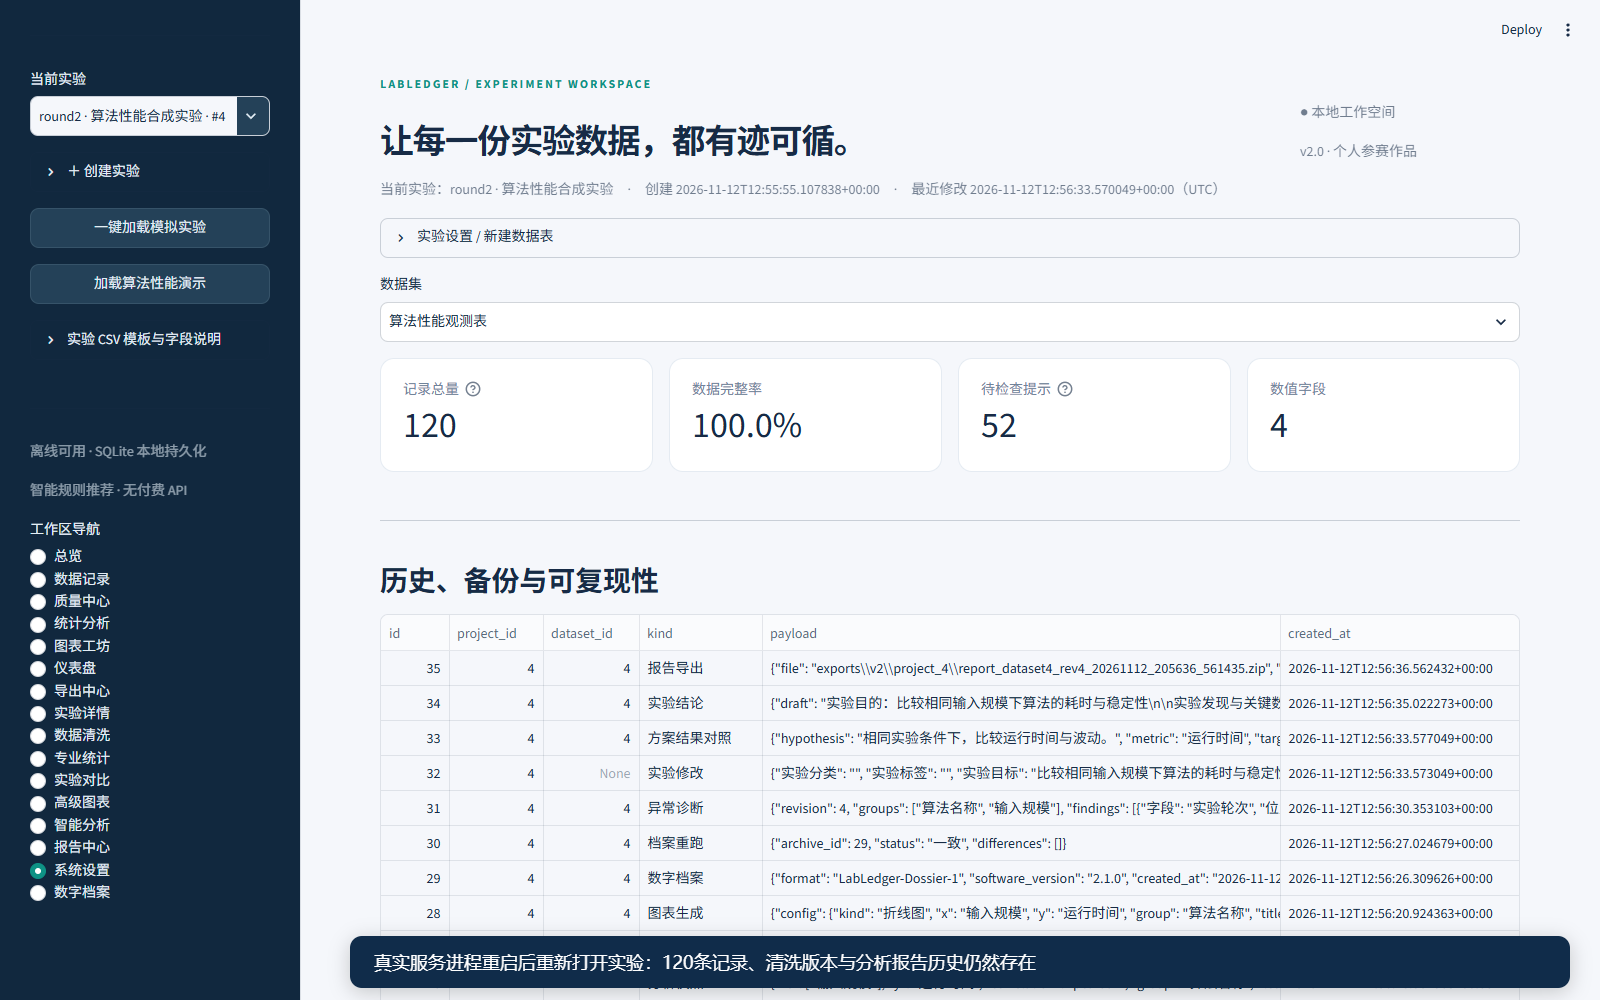 当前实验
round2 · 算法性能合成实验 · #4
＋ 创建实验
一键加载模拟实验
加载算法性能演示
实验 CSV 模板与字段说明
离线可用 · SQLite 本地持久化
智能规则推荐 · 无付费 API
工作区导航
总览
数据记录
质量中心
统计分析
图表工坊
仪表盘
导出中心
实验详情
数据清洗
专业统计
实验对比
高级图表
智能分析
报告中心
系统设置
数字档案
Deploy
LABLEDGER / EXPERIMENT WORKSPACE
● 本地工作空间
让每一份实验数据，都有迹可循。
v2.0 · 个人参赛作品
当前实验：round2 · 算法性能合成实验 · 创建 2026-11-12T12:55:55.107838+00:00 · 最近修改 2026-11-12T12:56:33.570049+00:00（UTC）
实验设置 / 新建数据表
数据集
算法性能观测表
记录总量 数据完整率 待检查提示 数值字段
120 100.0% 52 4
历史、备份与可复现性
id project_id dataset_id kind payload created_at
35 4 4 报告导出 {"file": "exports\\v2\\project_4\\report_dataset4_rev4_20261112_205636_561435.zip", " 2026-11-12T12:56:36.562432+00:00
34 4 4 实验结论 {"draft": "实验目的：比较相同输入规模下算法的耗时与稳定性\n\n实验发现与关键数 2026-11-12T12:56:35.022273+00:00
33 4 4 方案结果对照 {"hypothesis": "相同实验条件下，比较运行时间与波动。", "metric": "运行时间", "targ 2026-11-12T12:56:33.577049+00:00
32 4 None 实验修改 {"实验分类": "", "实验标签": "", "实验目标": "比较相同输入规模下算法的耗时与稳定性 2026-11-12T12:56:33.573049+00:00
31 4 4 异常诊断 {"revision": 4, "groups": ["算法名称", "输入规模"], "findings": [{"字段": "实验轮次", "位 2026-11-12T12:56:30.353103+00:00
30 4 4 档案重跑 {"archive_id": 29, "status": "一致", "differences": []} 2026-11-12T12:56:27.024679+00:00
29 4 4 数字档案 {"format": "LabLedger-Dossier-1", "software_version": "2.1.0", "created_at": "2026-11-12 2026-11-12T12:56:26.309626+00:00
28 4 4 图表生成 {"config": {"kind": "折线图", "x": "输入规模", "y": "运行时间", "group": "算法名称", "title 2026-11-12T12:56:20.924363+00:00
真实服务进程重启后重新打开实验：120条记录、清洗版本与分析报告历史仍然存在